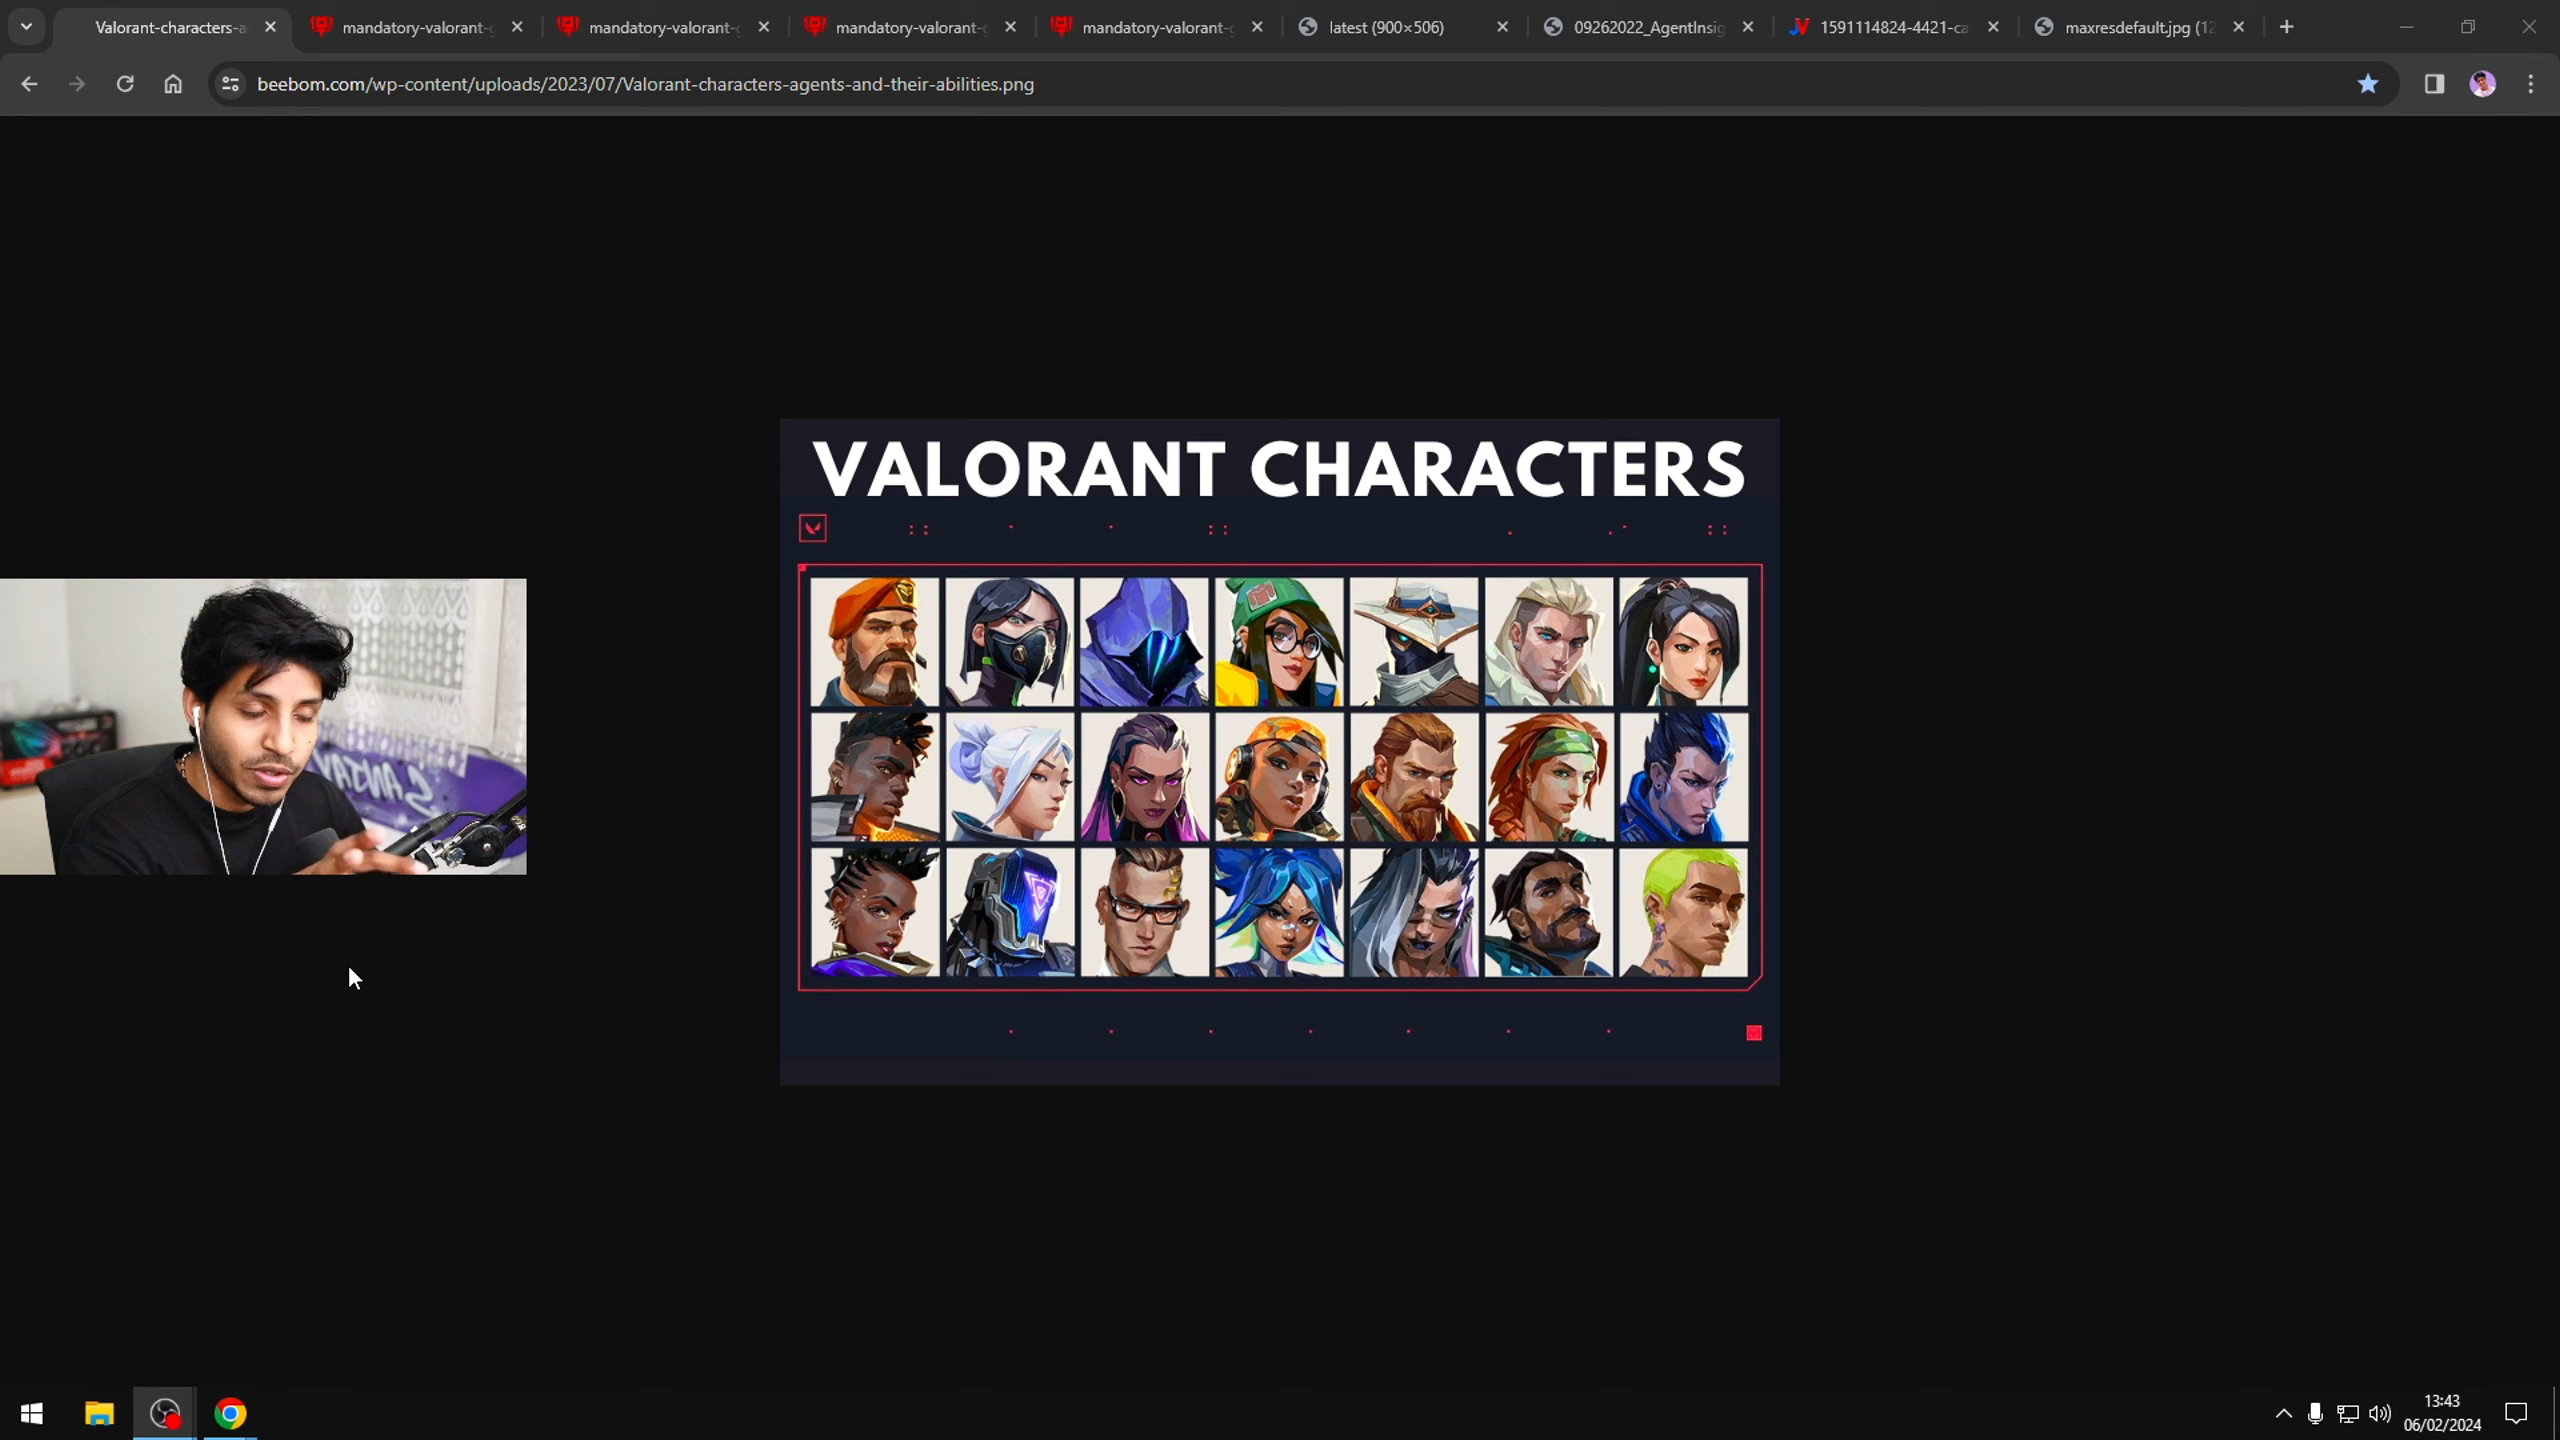 Valorant-characters-a
mandatory-valorant-g
mandatory-valorant-g
mandatory-valorant-g
mandatory-valorant-g
latest (900×506)
09262022_AgentInsig
1591114824-4421-ca
maxresdefault.jpg (12
beebom.com/wp-content/uploads/2023/07/Valorant-characters-agents-and-their-abilities.png
VALORANT CHARACTERS
13:43
06/02/2024